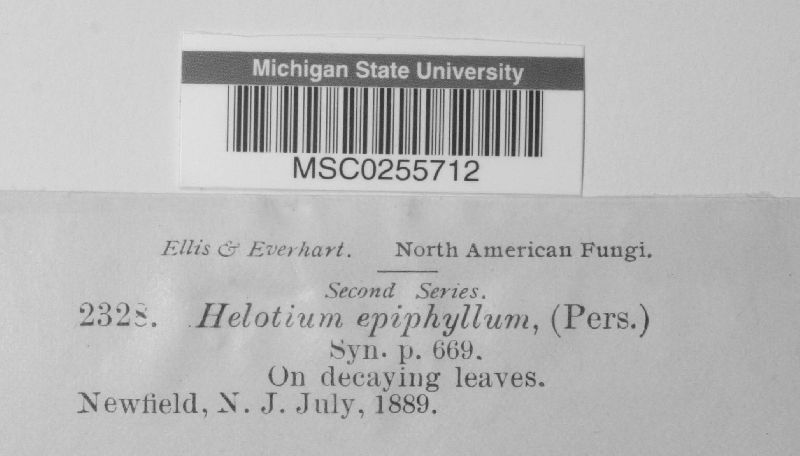 Michigan State University
MSC0255712
Ellis & Everhart. North American Fungi.
Second Series.
2328. Helotium epiphyllum, (Pers.)
Syn. p. 669.
On decaying leaves.
Newfield, N. J. July, 1889.